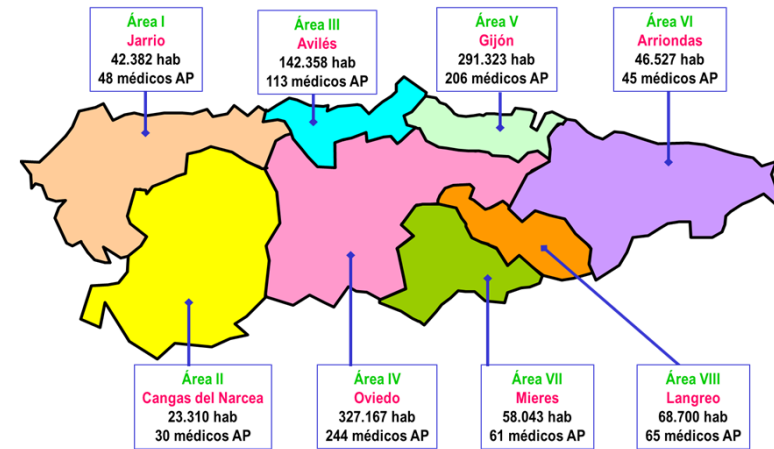 Área I
Jarrio
42.382 hab
48 médicos AP
Área III
Avilés
142.358 hab
113 médicos AP
Área V
Gijón
291.323 hab
206 médicos AP
Área VI
Arriondas
46.527 hab
45 médicos AP
Área II
Cangas del Narcea
23.310 hab
30 médicos AP
Área IV
Oviedo
327.167 hab
244 médicos AP
Área VII
Mieres
58.043 hab
61 médicos AP
Área VIII
Langreo
68.700 hab
65 médicos AP